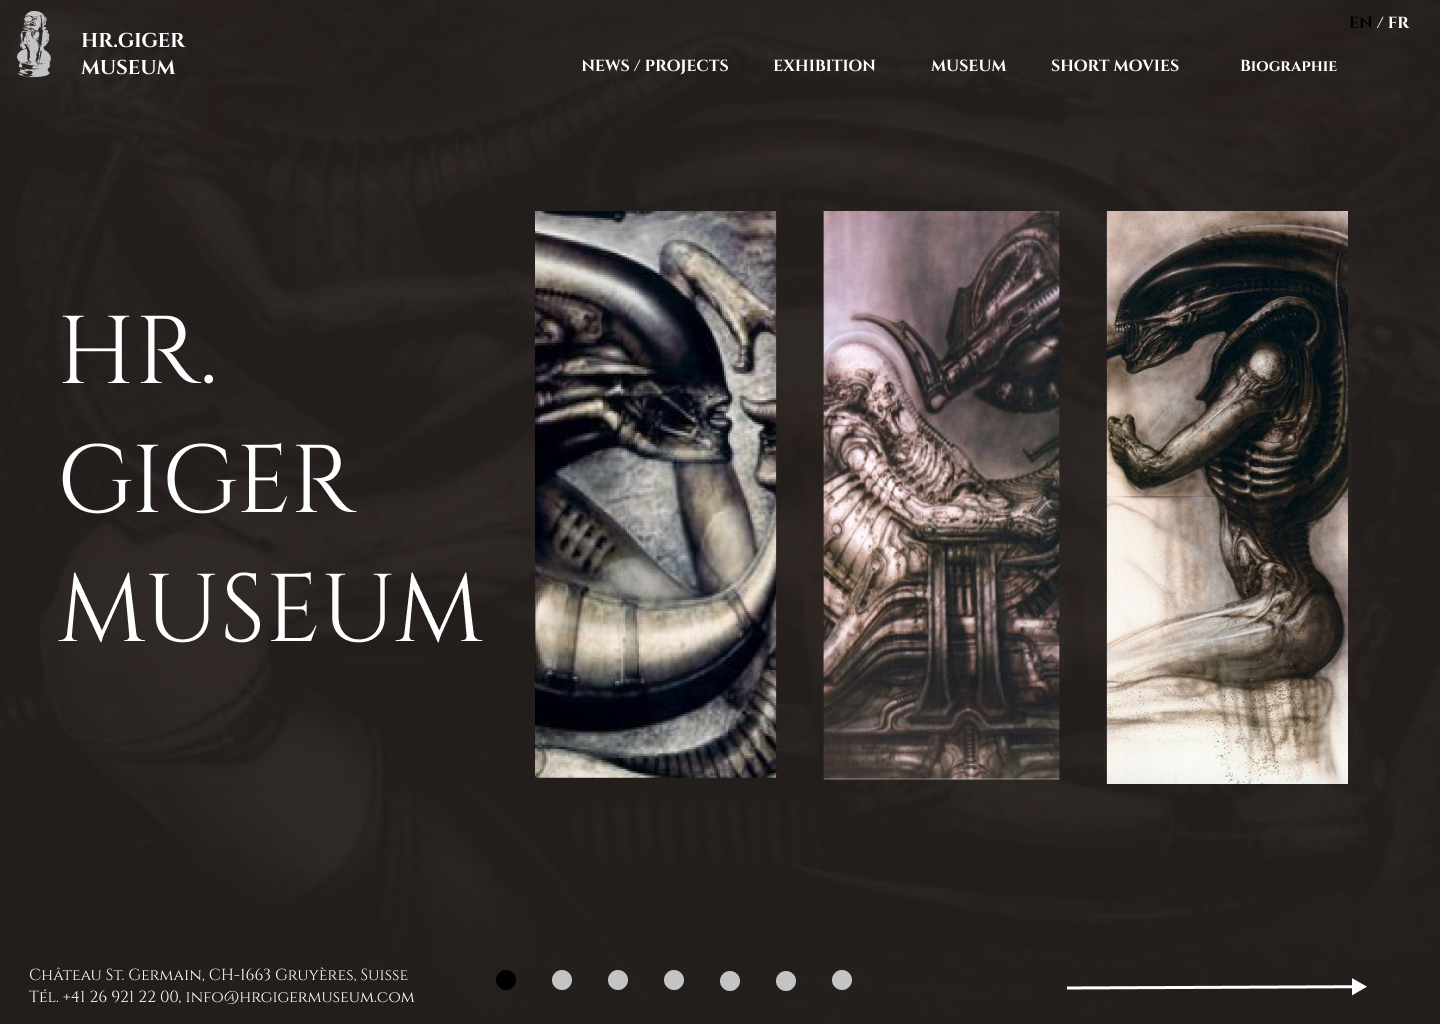 HR.GIGER
MUSEUM
EN / FR
NEWS / PROJECTS EXHIBITION MUSEUM SHORT MOVIES Biographie
HR.
GIGER
MUSEUM
Château St. Germain, CH-1663 Gruyères, Suisse
Tél. +41 26 921 22 00, info@hrgigermuseum.com